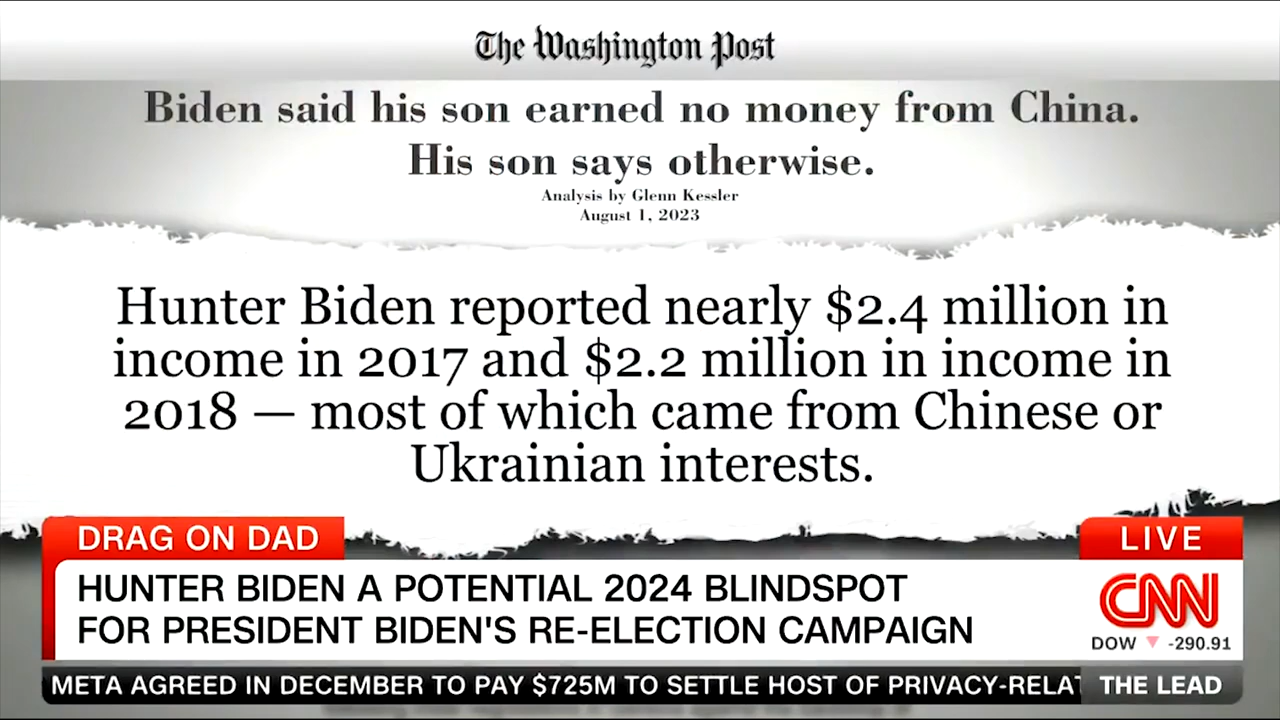 The Washington Post
Biden said his son earned no money from China.
His son says otherwise.
Analysis by Glenn Kessler
August 1, 2023
Hunter Biden reported nearly $2.4 million in
income in 2017 and $2.2 million in income in
2018 — most of which came from Chinese or
Ukrainian interests.
DRAG ON DAD
LIVE
HUNTER BIDEN A POTENTIAL 2024 BLINDSPOT
FOR PRESIDENT BIDEN'S RE-ELECTION CAMPAIGN
CNN
DOW ▼ -290.91
META AGREED IN DECEMBER TO PAY $725M TO SETTLE HOST OF PRIVACY-RELAT
THE LEAD